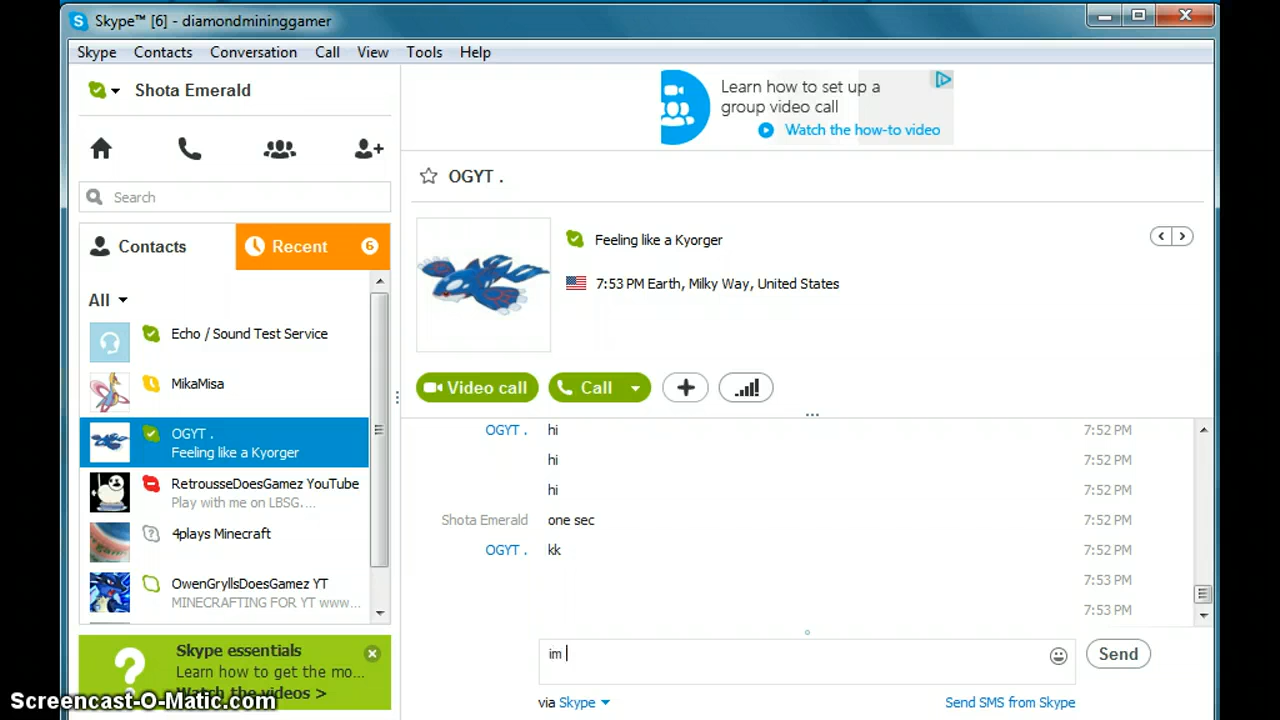 Skype™ [6] - diamondmininggamer
Skype Contacts Conversation Call View Tools Help
Shota Emerald
Search
Contacts
Recent 6
All
Echo / Sound Test Service
MikaMisa
OGYT .
Feeling like a Kyorger
RetrousseDoesGamez YouTube
Play with me on LBSG....
4plays Minecraft
OwenGryllsDoesGamez YT
MINECRAFTING FOR YT www...
Skype essentials
Learn how to get the mo...
Watch the videos >
Learn how to set up a
group video call
Watch the how-to video
OGYT .
Feeling like a Kyorger
7:53 PM Earth, Milky Way, United States
Video call
Call
OGYT . hi 7:52 PM
hi 7:52 PM
hi 7:52 PM
Shota Emerald one sec 7:52 PM
OGYT . kk 7:52 PM
7:53 PM
7:53 PM
im
Send
via Skype
Send SMS from Skype
Screencast-O-Matic.com